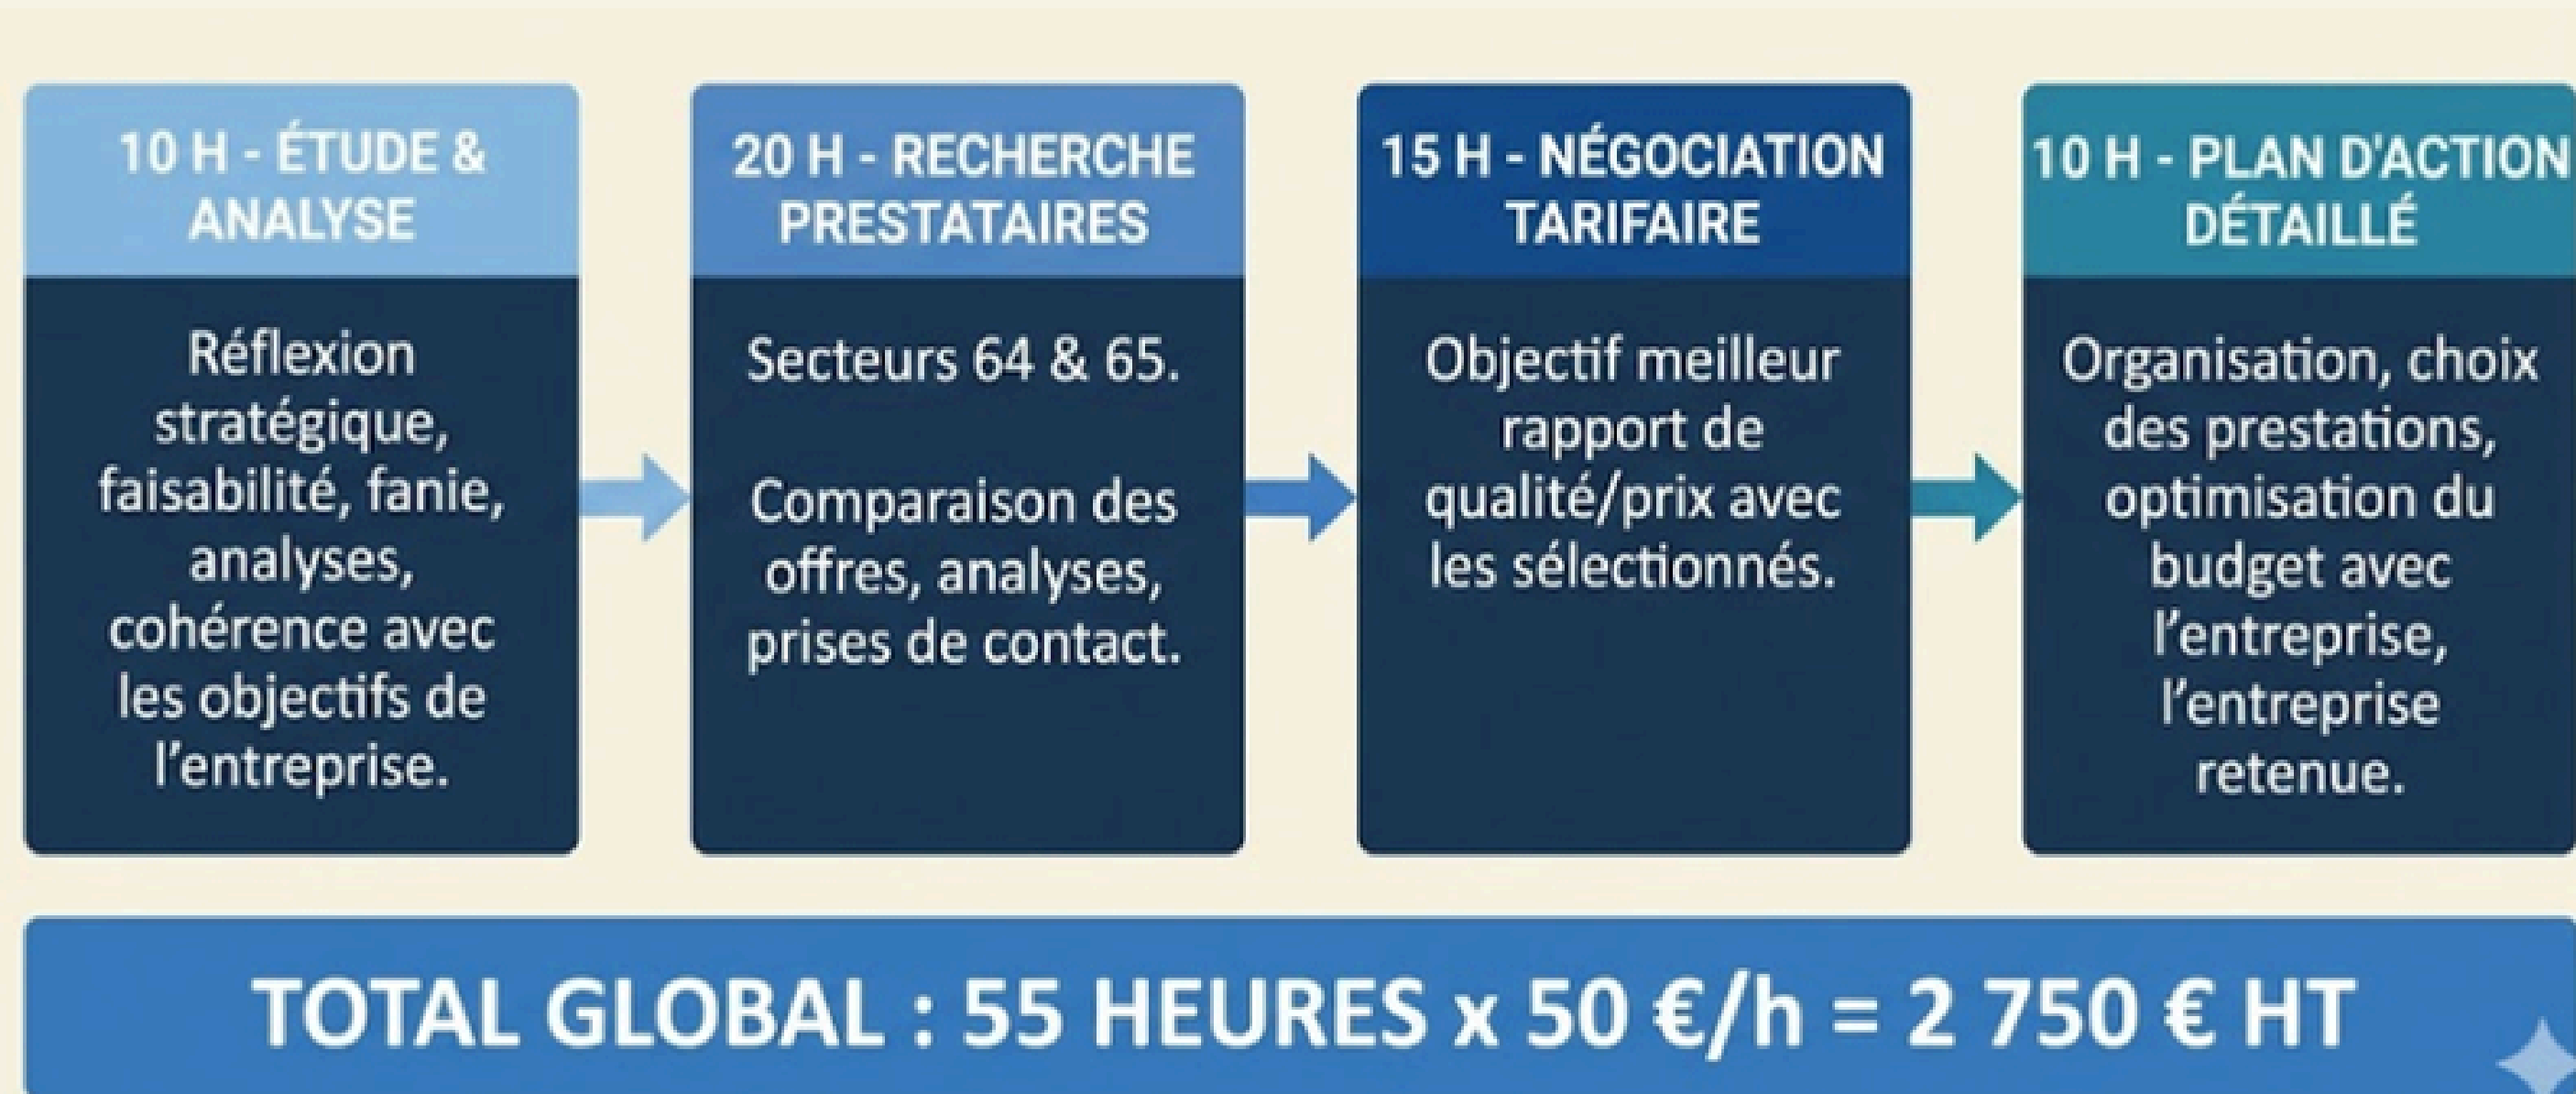 10 H - ÉTUDE &
ANALYSE
Réflexion
stratégique,
faisabilité, fanie,
analyses,
cohérence avec
les objectifs de
l’entreprise.
20 H - RECHERCHE
PRESTATAIRES
Secteurs 64 & 65.
Comparaison des
offres, analyses,
prises de contact.
15 H - NÉGOCIATION
TARIFAIRE
Objectif meilleur
rapport de
qualité/prix avec
les sélectionnés.
10 H - PLAN D'ACTION
DÉTAILLÉ
Organisation, choix
des prestations,
optimisation du
budget avec
l’entreprise,
l’entreprise
retenue.
TOTAL GLOBAL : 55 HEURES x 50 €/h = 2 750 € HT